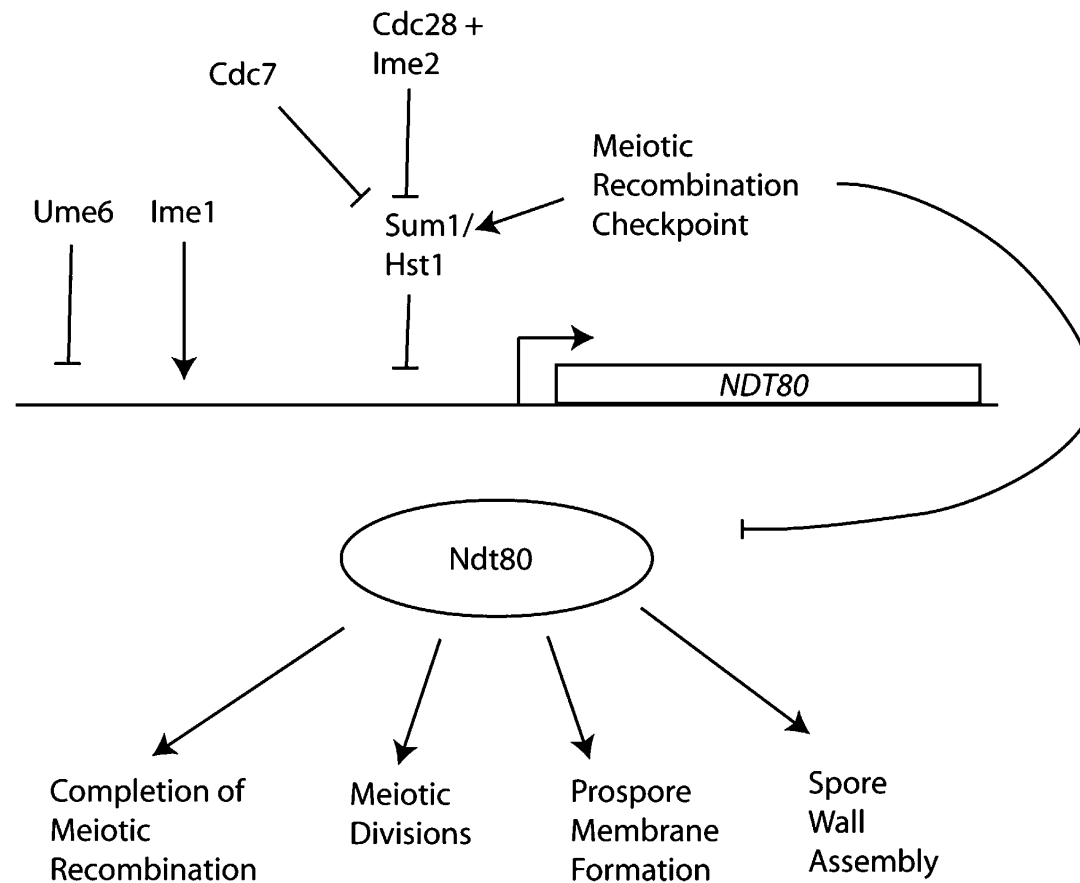 Cdc28 +
Ime2
Cdc7
Meiotic
Recombination
Checkpoint
Ume6
Ime1
Sum1/
Hst1
NDT80
Ndt80
Completion of
Meiotic
Recombination
Meiotic
Divisions
Prospore
Membrane
Formation
Spore
Wall
Assembly